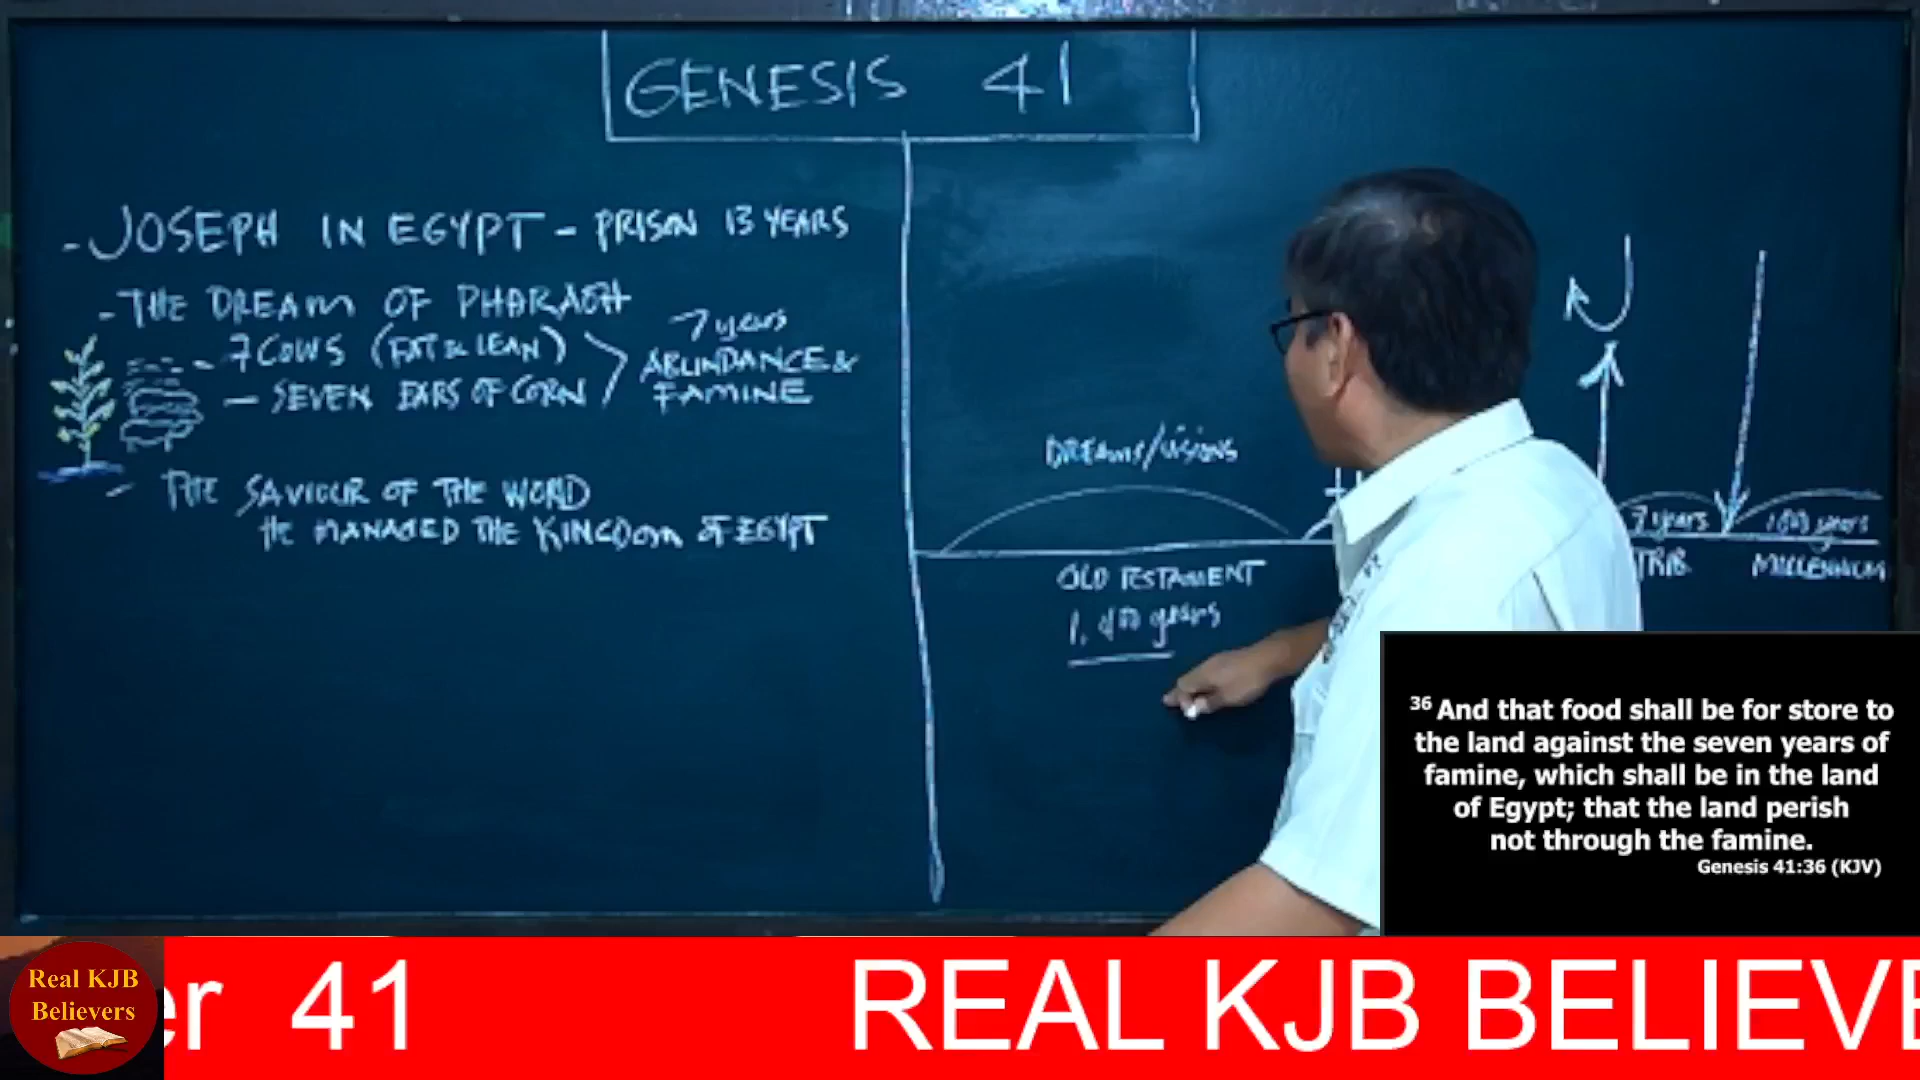 GENESIS 41
- JOSEPH IN EGYPT - PRISON 13 YEARS
- THE DREAM OF PHARAOH
- 7 COWS (FAT & LEAN)
- SEVEN EARS OF CORN
7 years
ABUNDANCE &
FAMINE
- THE SAVIOUR OF THE WORD
HE MANAGED THE KINGDOM OF EGYPT
DREAMS/VISIONS
OLD TESTAMENT
years
7 years
TRIB.
years
MILLENNIUM
36 And that food shall be for store to
the land against the seven years of
famine, which shall be in the land
of Egypt; that the land perish
not through the famine.
Genesis 41:36 (KJV)
Real KJB
Believers
er 41 REAL KJB BELIEVE